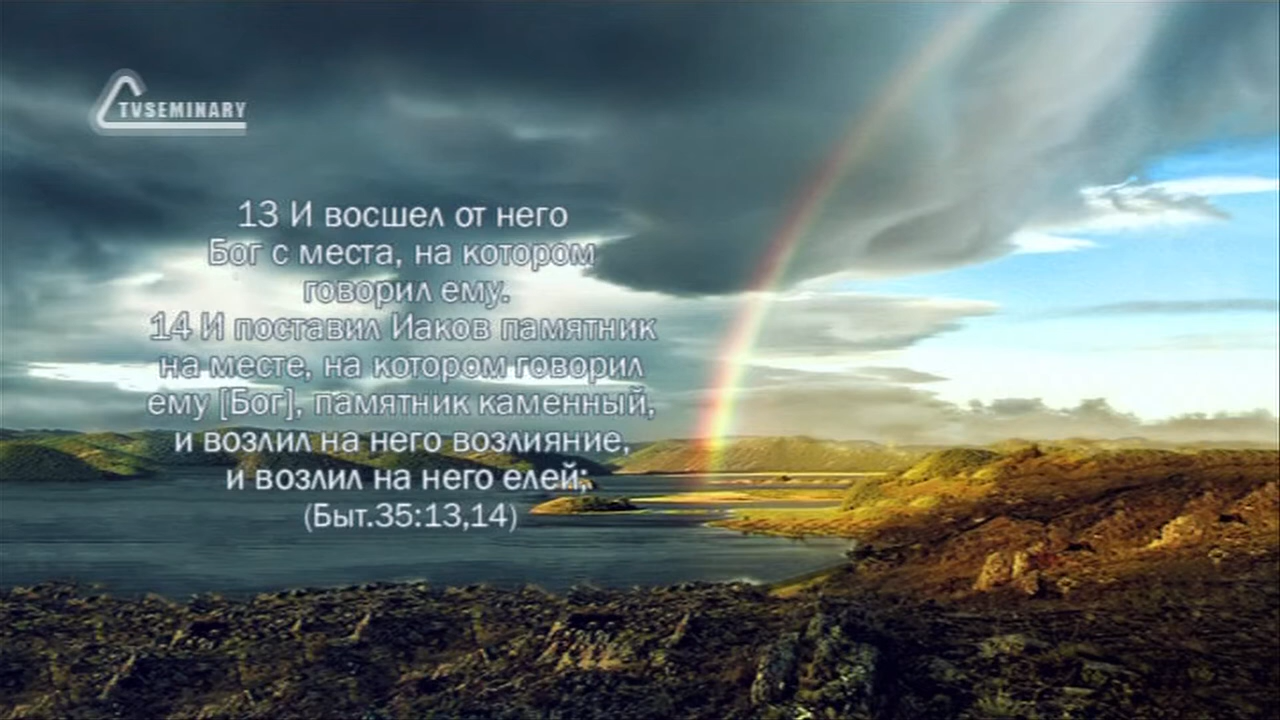 TVSEMINARY
13 И восшел от него
Бог с места, на котором
говорил ему.
14 И поставил Иаков памятник
на месте, на котором говорил
ему [Бог], памятник каменный,
и возлил на него возлияние,
и возлил на него елей;
(Быт.35:13,14)